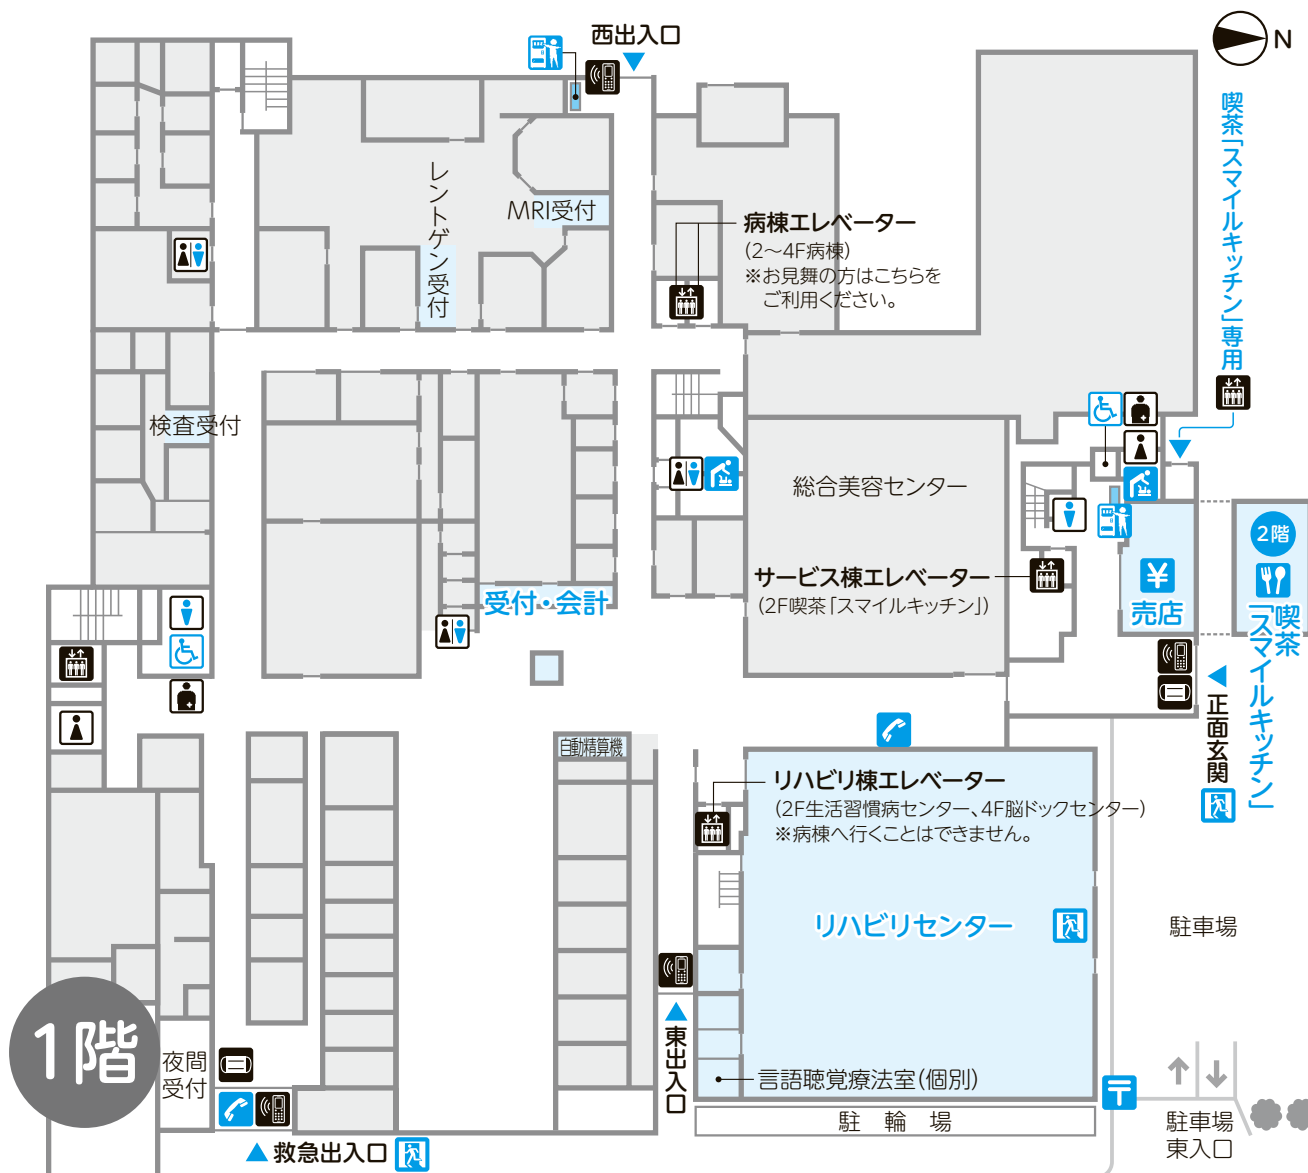 西出入口
N
喫茶「スマイルキッチン」専用
レントゲン受付
MRI受付
病棟エレベーター
(2〜4F病棟)
※お見舞の方はこちらを
ご利用ください。
検査受付
総合美容センター
2階
サービス棟エレベーター
(2F喫茶「スマイルキッチン」)
受付・会計
¥
売店
喫茶
「スマイルキッチン」
正面玄関
自動精算機
リハビリ棟エレベーター
(2F生活習慣病センター、4F脳ドックセンター)
※病棟へ行くことはできません。
リハビリセンター
駐車場
1階
夜間
受付
東出入口
言語聴覚療法室(個別)
〒
駐輪場
駐車場
東入口
救急出入口